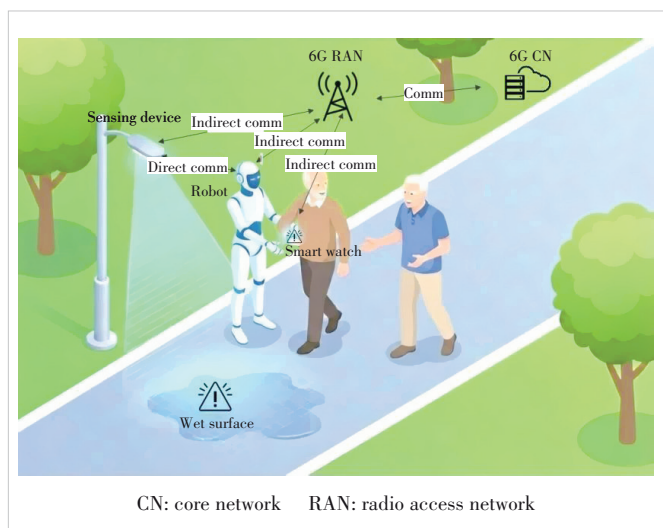 6G RAN
6G CN
Comm
Sensing device
Indirect comm
Indirect comm
Direct comm
Indirect comm
Robot
Smart watch
Wet surface
CN: core network RAN: radio access network